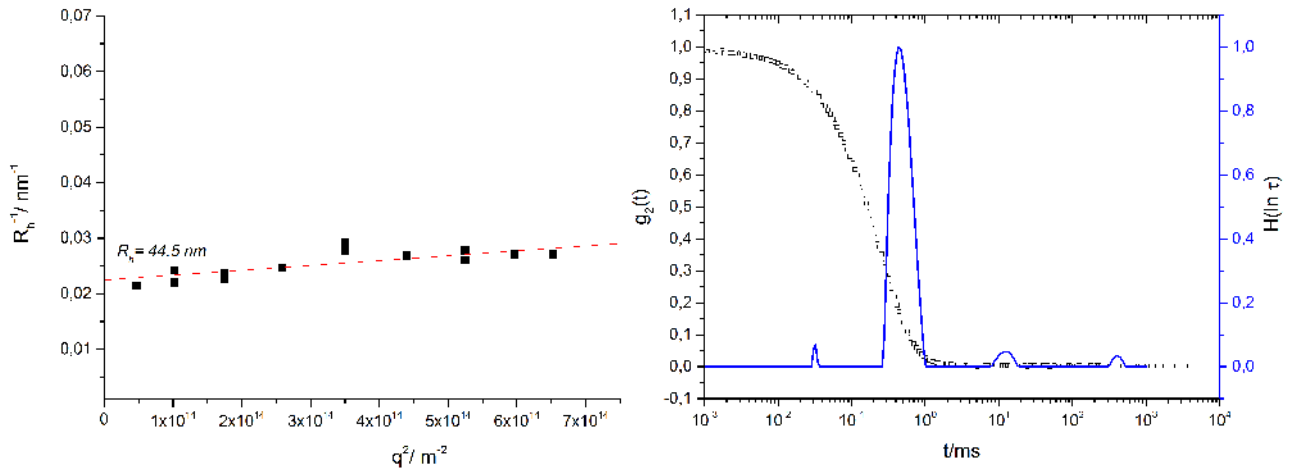 0,07
0,06
0,05
0,04
0,03
0,02
0,01
R_h^-1/ nm^-1
R_h = 44.5 nm
0
1x10^14
2x10^14
3x10^14
4x10^14
5x10^14
6x10^14
7x10^14
q^2/ m^-2
1,1
1,0
0,9
0,8
0,7
0,6
0,5
0,4
0,3
0,2
0,1
0,0
-0,1
g_2(t)
10^-3
10^-2
10^-1
10^0
10^1
10^2
10^3
10^4
t/ms
1,0
0,8
0,6
0,4
0,2
0,0
H(ln τ)